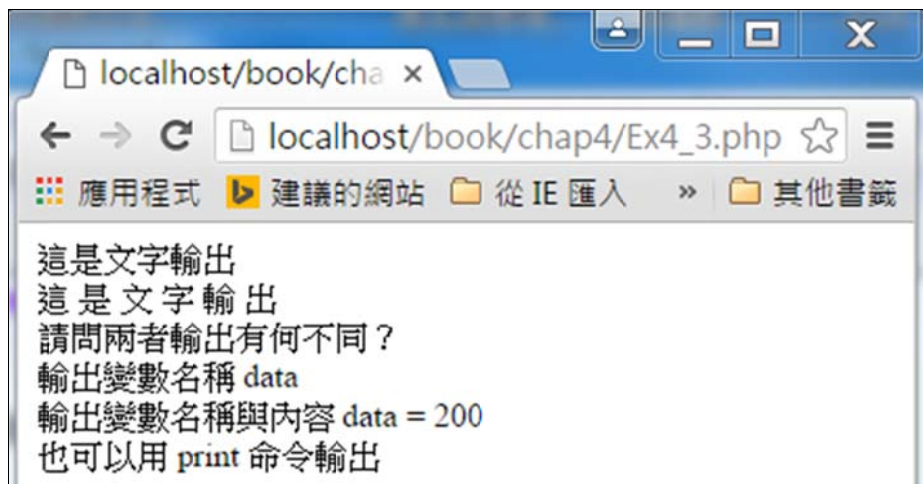 localhost/book/cha
localhost/book/chap4/Ex4_3.php
應用程式 建議的網站 從 IE 匯入 » 其他書籤
這是文字輸出
這 是 文 字 輸 出
請問兩者輸出有何不同？
輸出變數名稱 data
輸出變數名稱與內容 data = 200
也可以用 print 命令輸出